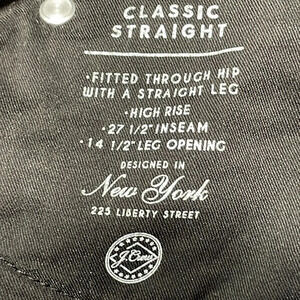 CLASSIC
STRAIGHT
•FITTED THROUGH HIP
WITH A STRAIGHT LEG
•HIGH RISE
•27 1/2" INSEAM
•14 1/2" LEG OPENING
DESIGNED IN
New York
225 LIBERTY STREET
J.Crew